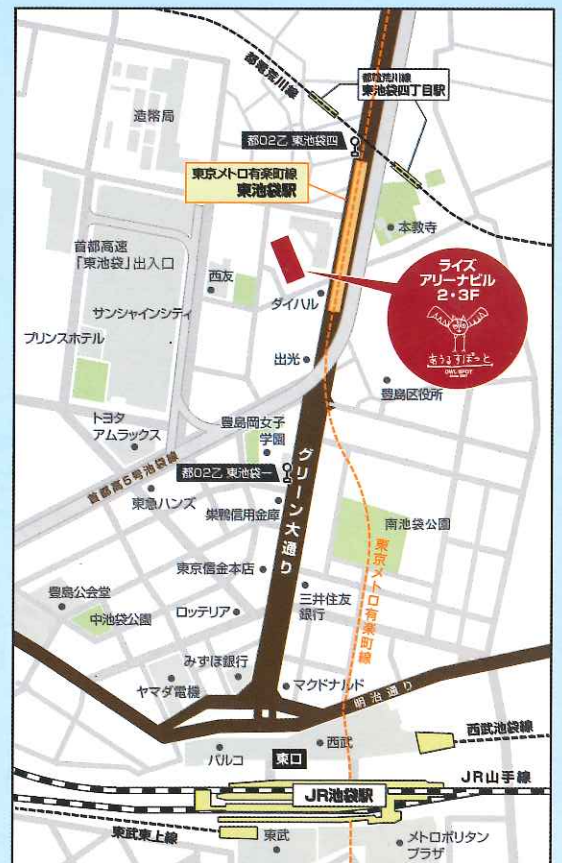 都電荒川線
都電荒川線
東池袋四丁目駅
造幣局
都02乙 東池袋四
東京メトロ有楽町線
東池袋駅
本教寺
首都高速
「東池袋」出入口
西友
ダイハル
ライズ
アリーナビル
2・3F
あうるすぽっと
OWL SPOT
サンシャインシティ
プリンスホテル
出光
豊島区役所
トヨタ
アムラックス
豊島岡女子
学園
首都高5号池袋線
都02乙 東池袋一
グリーン大通り
東急ハンズ
巣鴨信用金庫
南池袋公園
東京メトロ有楽町線
東京信金本店
豊島公会堂
中池袋公園
ロッテリア
三井住友
銀行
みずほ銀行
ヤマダ電機
マクドナルド
明治通り
西武池袋線
パルコ
東口
西武
JR山手線
JR池袋駅
東武東上線
東武
メトロポリタン
プラザ